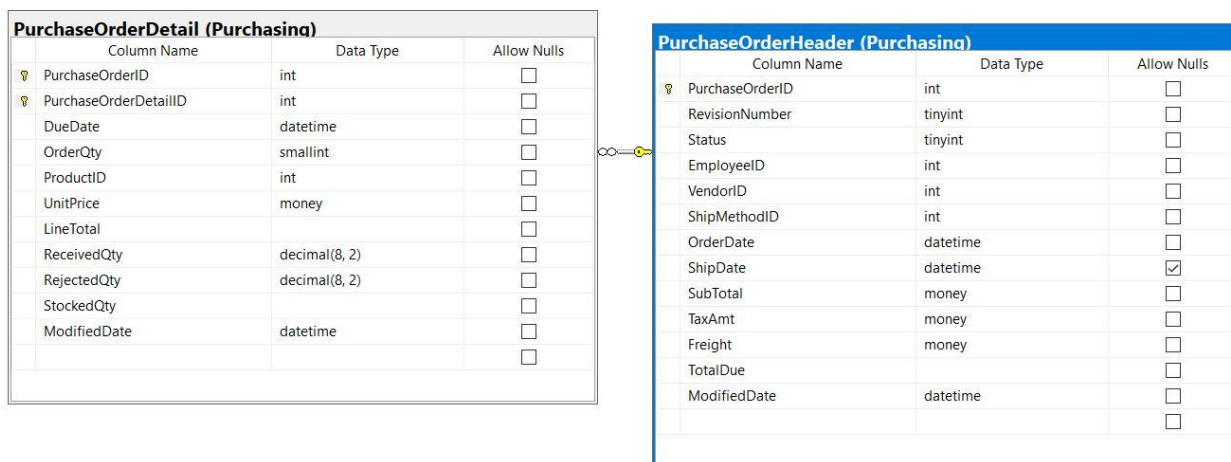 PurchaseOrderDetail (Purchasing)
Column Name Data Type Allow Nulls
PurchaseOrderID int
PurchaseOrderDetailID int
DueDate datetime
OrderQty smallint
ProductID int
UnitPrice money
LineTotal
ReceivedQty decimal(8, 2)
RejectedQty decimal(8, 2)
StockedQty
ModifiedDate datetime
PurchaseOrderHeader (Purchasing)
Column Name Data Type Allow Nulls
PurchaseOrderID int
RevisionNumber tinyint
Status tinyint
EmployeeID int
VendorID int
ShipMethodID int
OrderDate datetime
ShipDate datetime
SubTotal money
TaxAmt money
Freight money
TotalDue
ModifiedDate datetime